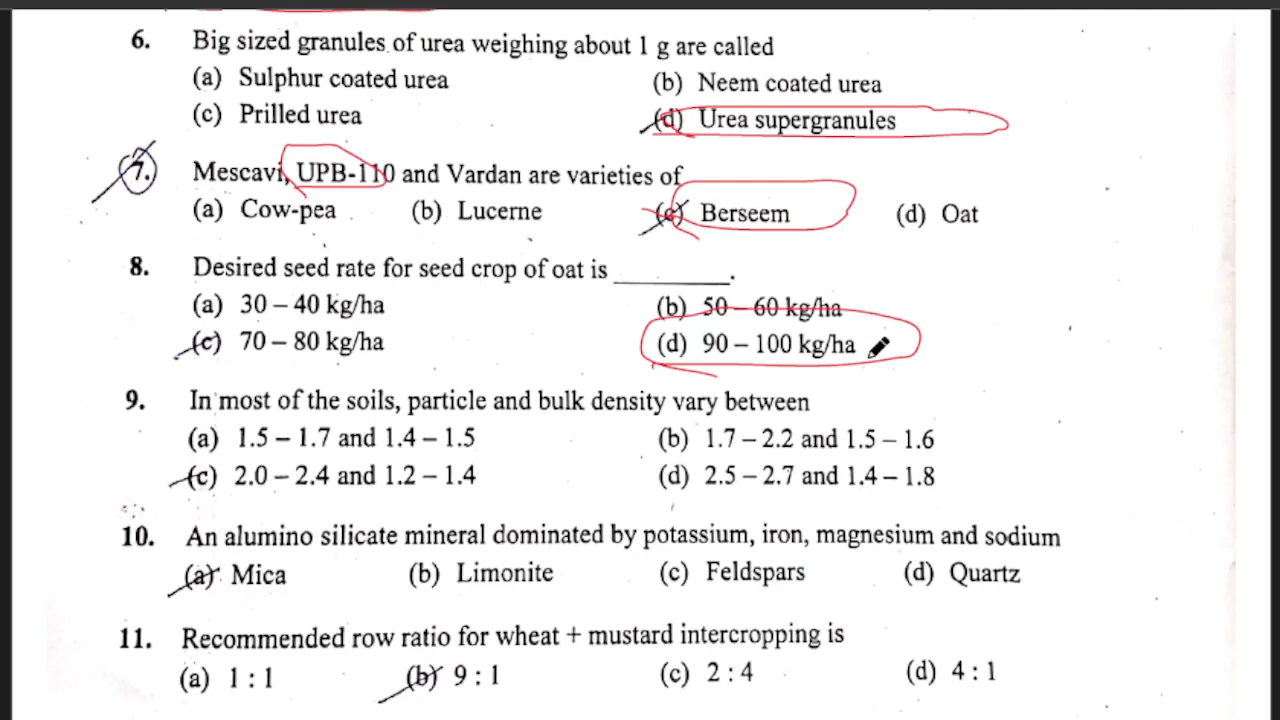 6. Big sized granules of urea weighing about 1 g are called
(a) Sulphur coated urea (b) Neem coated urea
(c) Prilled urea (d) Urea supergranules
7. Mescavi, UPB-110 and Vardan are varieties of
(a) Cow-pea (b) Lucerne (c) Berseem (d) Oat
8. Desired seed rate for seed crop of oat is ________.
(a) 30 – 40 kg/ha (b) 50 – 60 kg/ha
(c) 70 – 80 kg/ha (d) 90 – 100 kg/ha
9. In most of the soils, particle and bulk density vary between
(a) 1.5 – 1.7 and 1.4 – 1.5 (b) 1.7 – 2.2 and 1.5 – 1.6
(c) 2.0 – 2.4 and 1.2 – 1.4 (d) 2.5 – 2.7 and 1.4 – 1.8
10. An alumino silicate mineral dominated by potassium, iron, magnesium and sodium
(a) Mica (b) Limonite (c) Feldspars (d) Quartz
11. Recommended row ratio for wheat + mustard intercropping is
(a) 1 : 1 (b) 9 : 1 (c) 2 : 4 (d) 4 : 1